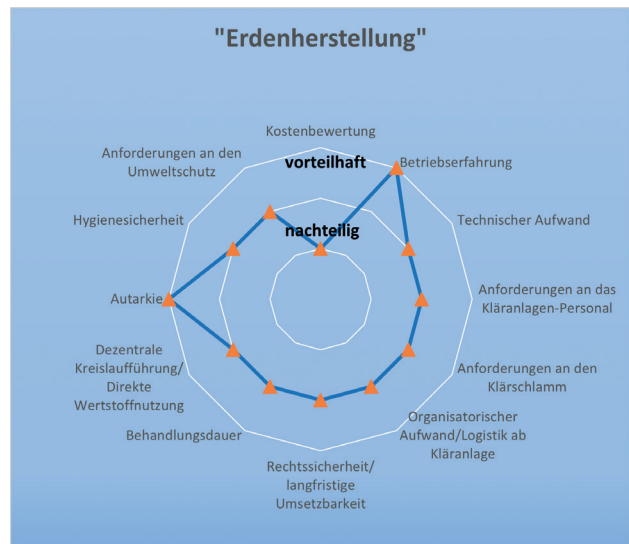 "Erdenherstellung"
Kostenbewertung
vorteilhaft
Betriebserfahrung
Anforderungen an den
Umweltschutz
Technischer Aufwand
Hygienesicherheit
nachteilig
Autarkie
Anforderungen an das
Kläranlagen-Personal
Dezentrale
Kreislaufführung/
Direkte
Wertstoffnutzung
Anforderungen an den
Klärschlamm
Behandlungsdauer
Organisatorischer
Aufwand/Logistik ab
Kläranlage
Rechtssicherheit/
langfristige
Umsetzbarkeit